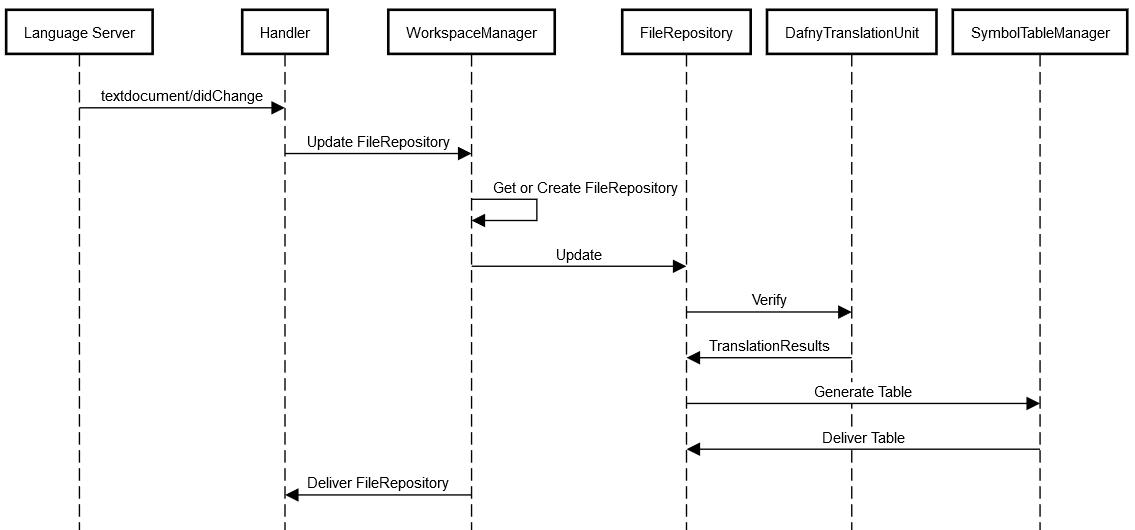 Language Server
Handler
WorkspaceManager
FileRepository
DafnyTranslationUnit
SymbolTableManager
textdocument/didChange
Update FileRepository
Get or Create FileRepository
Update
Verify
TranslationResults
Generate Table
Deliver Table
Deliver FileRepository